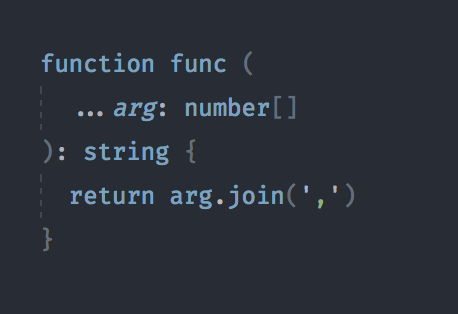 function func (
  ...arg: number[]
): string {
  return arg.join(',')
}